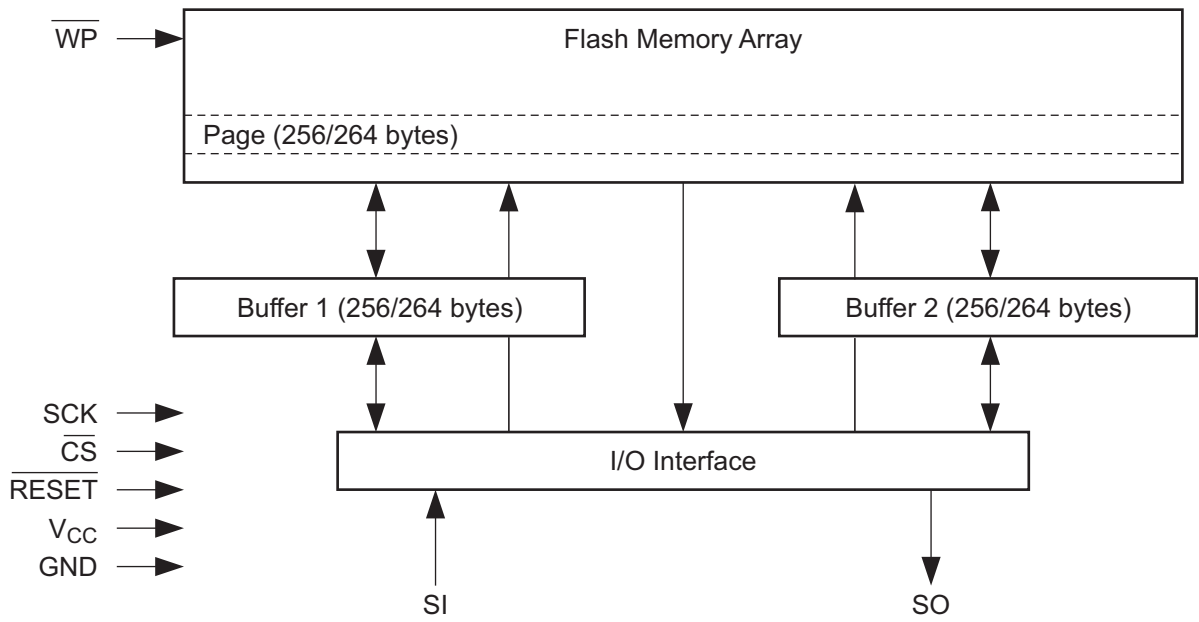 WP
Flash Memory Array
Page (256/264 bytes)
Buffer 1 (256/264 bytes)
Buffer 2 (256/264 bytes)
SCK
CS
RESET
VCC
GND
I/O Interface
SI
SO